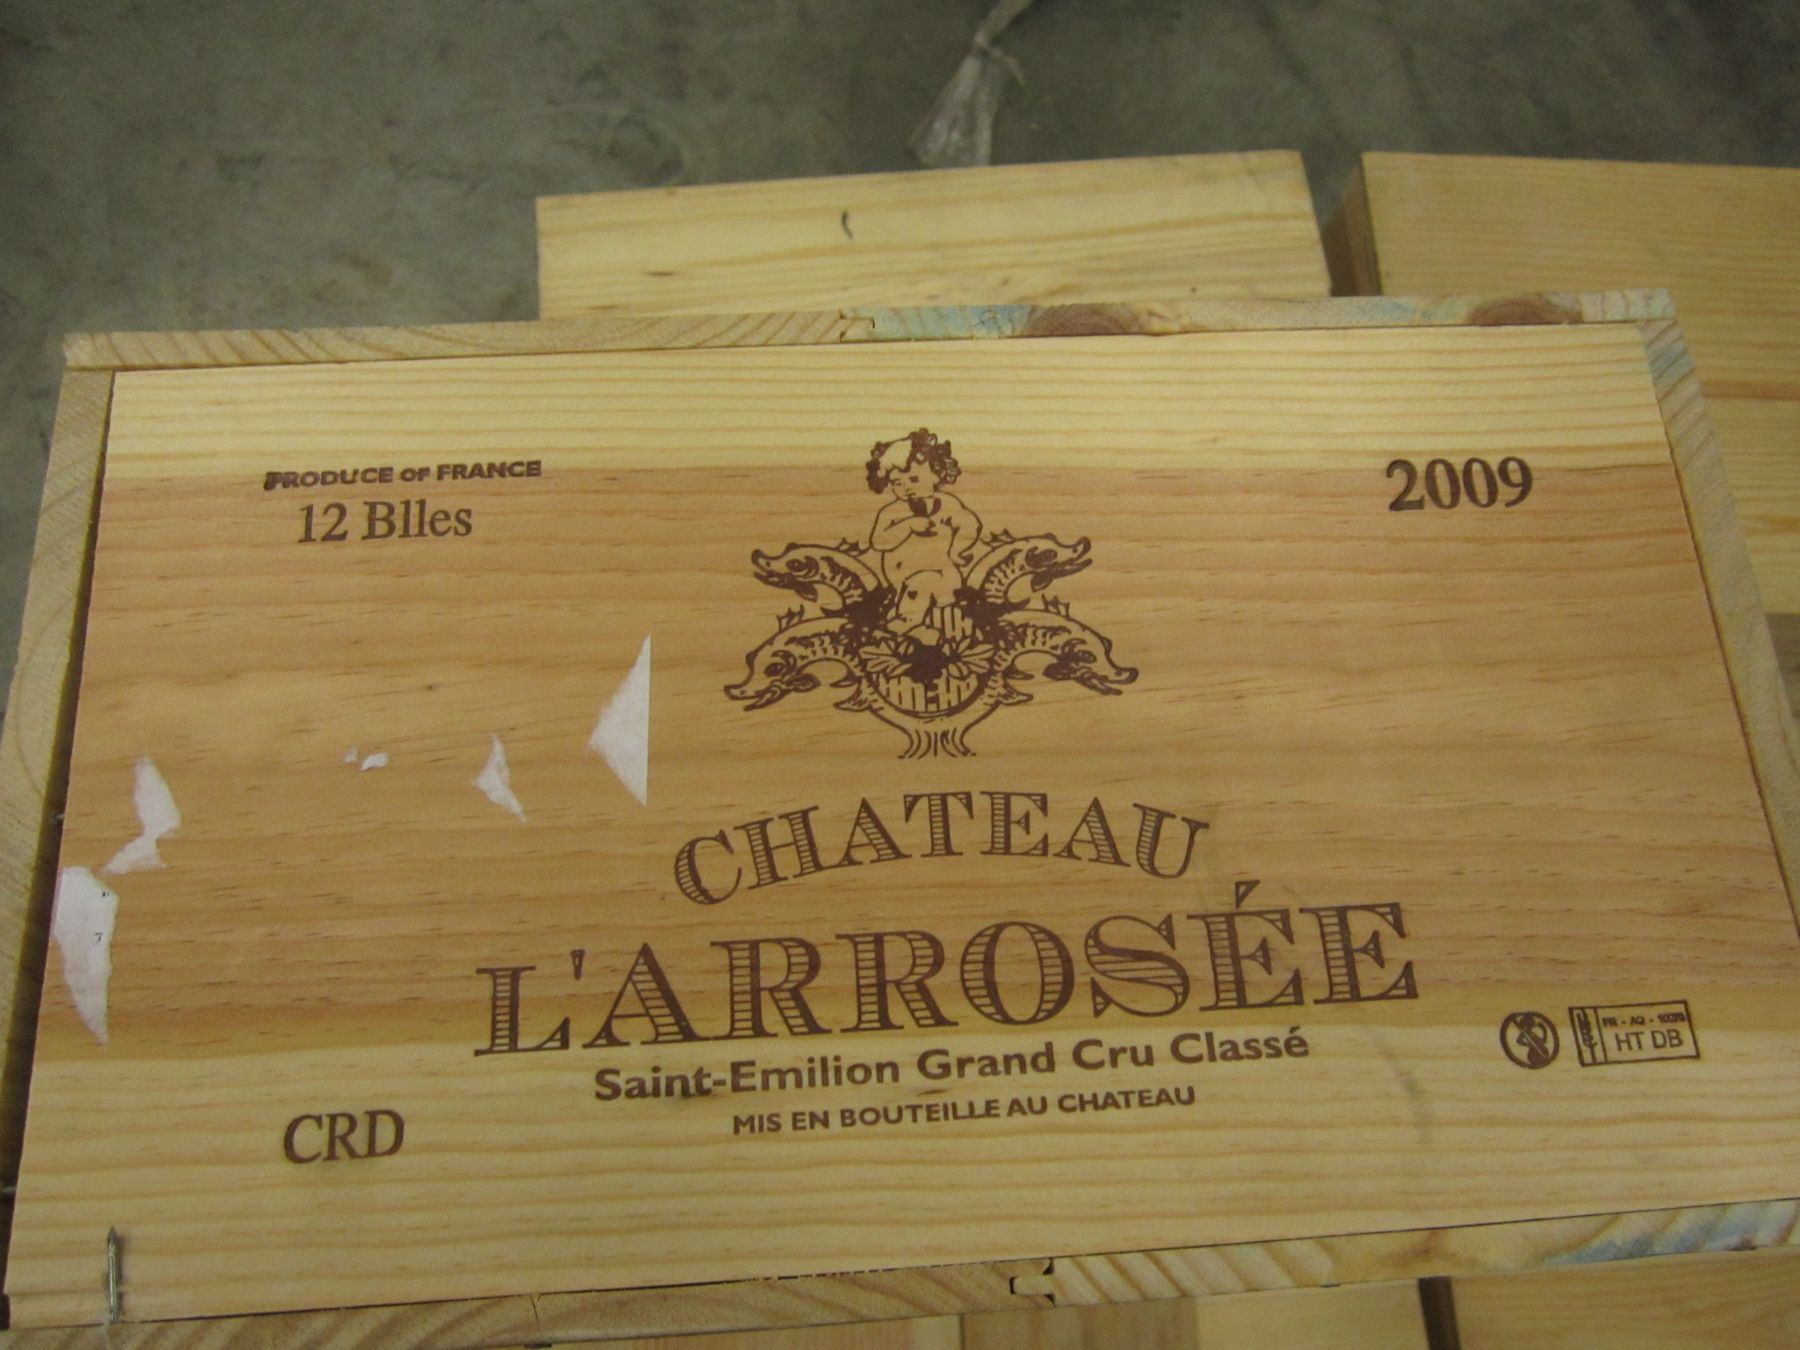 PRODUCE OF FRANCE
12 Blles
2009
CHATEAU
L'ARROSÉE
Saint-Emilion Grand Cru Classé
MIS EN BOUTEILLE AU CHATEAU
CRD
HT DB